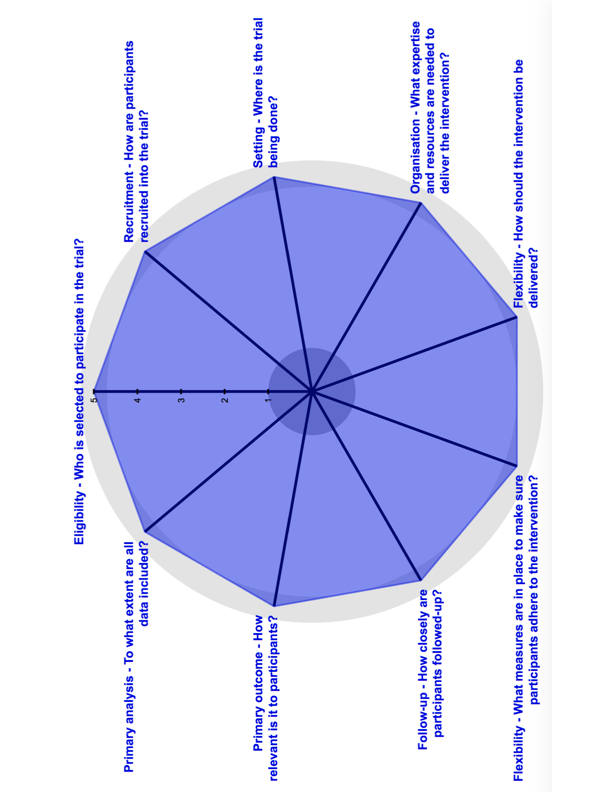 Eligibility - Who is selected to participate in the trial?
Recruitment - How are participants
recruited into the trial?
Setting - Where is the trial
being done?
Organisation - What expertise
and resources are needed to
deliver the intervention?
Flexibility - How should the intervention be
delivered?
Flexibility - What measures are in place to make sure
participants adhere to the intervention?
Follow-up - How closely are
participants followed-up?
Primary outcome - How
relevant is it to participants?
Primary analysis - To what extent are all
data included?
5
4
3
2
1